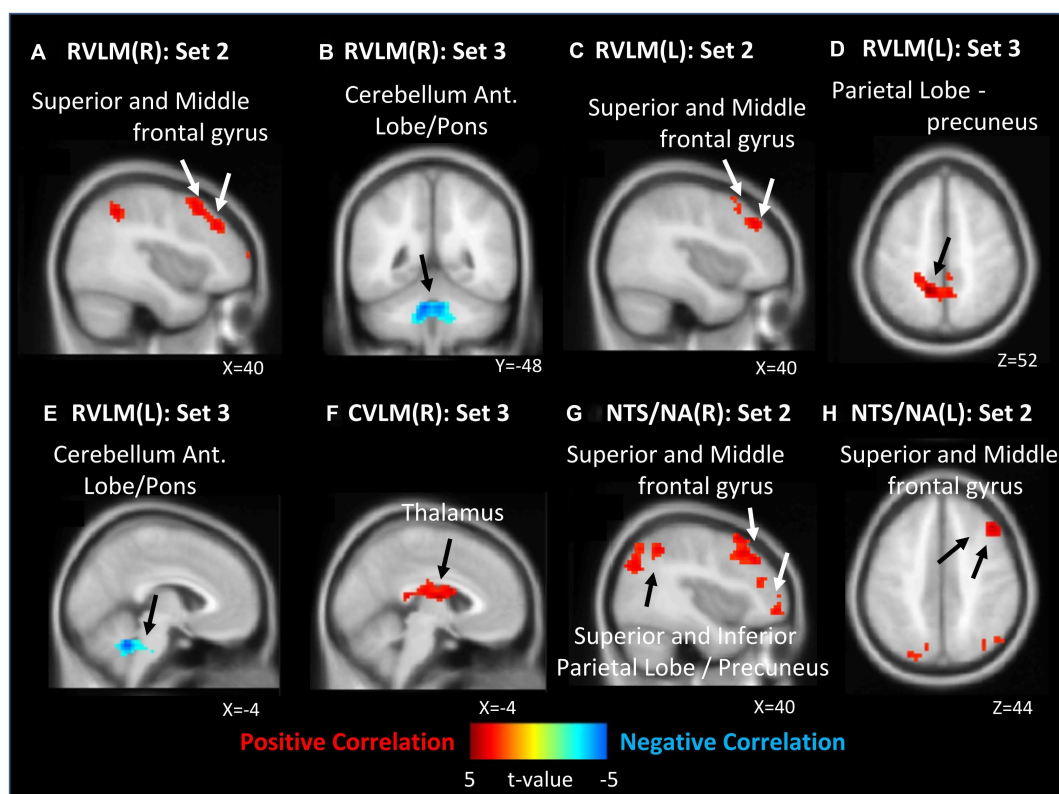 A RVLM(R): Set 2
Superior and Middle
frontal gyrus
X=40
B RVLM(R): Set 3
Cerebellum Ant.
Lobe/Pons
Y=-48
C RVLM(L): Set 2
Superior and Middle
frontal gyrus
X=40
D RVLM(L): Set 3
Parietal Lobe -
precuneus
Z=52
E RVLM(L): Set 3
Cerebellum Ant.
Lobe/Pons
X=-4
F CVLM(R): Set 3
Thalamus
X=-4
G NTS/NA(R): Set 2
Superior and Middle
frontal gyrus
Superior and Inferior
Parietal Lobe / Precuneus
X=40
H NTS/NA(L): Set 2
Superior and Middle
frontal gyrus
Z=44
Positive Correlation
Negative Correlation
5 t-value -5